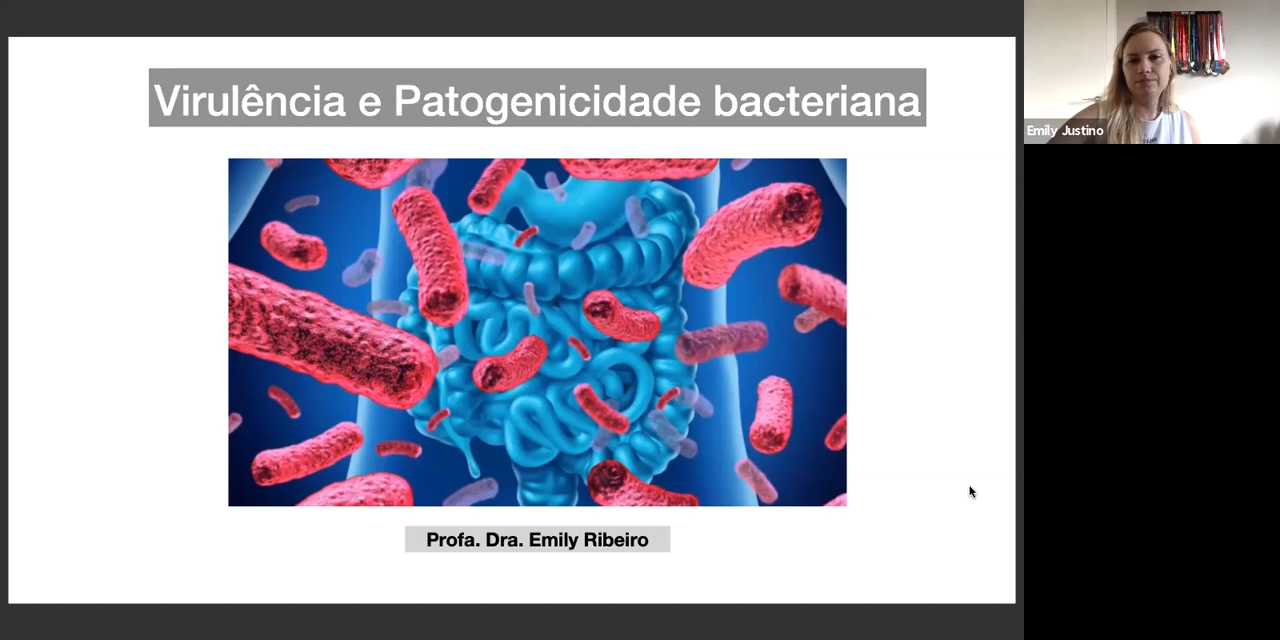 Virulência e Patogenicidade bacteriana
Emily Justino
Profa. Dra. Emily Ribeiro